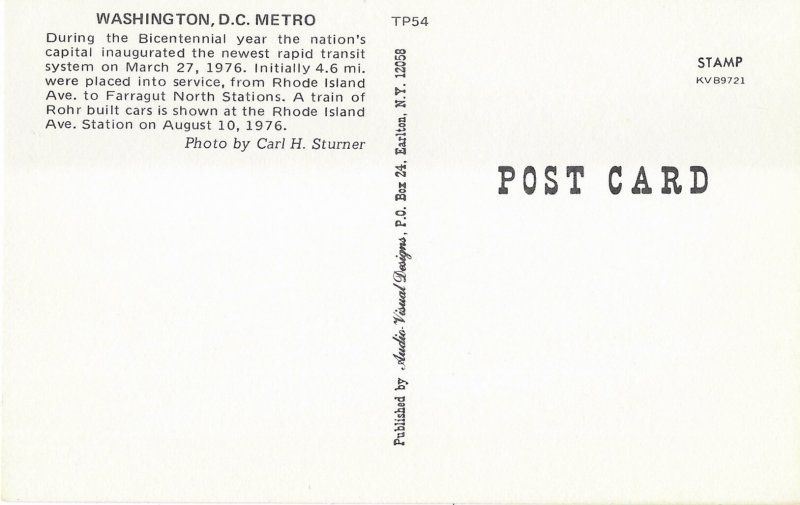 WASHINGTON, D.C. METRO
During the Bicentennial year the nation's
capital inaugurated the newest rapid transit
system on March 27, 1976. Initially 4.6 mi.
were placed into service, from Rhode Island
Ave. to Farragut North Stations. A train of
Rohr built cars is shown at the Rhode Island
Ave. Station on August 10, 1976.
Photo by Carl H. Sturner
TP54
Published by Audio-Visual Designs, P.O. Box 24, Earlton, N.Y. 12058
STAMP
KVB9721
POST CARD